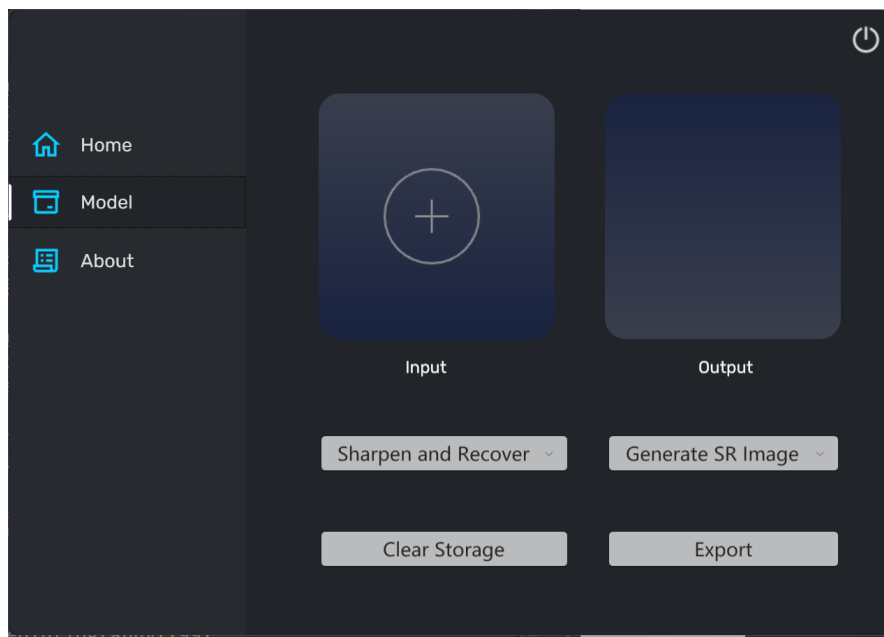 Home
Model
About
Input
Output
Sharpen and Recover
Generate SR Image
Clear Storage
Export